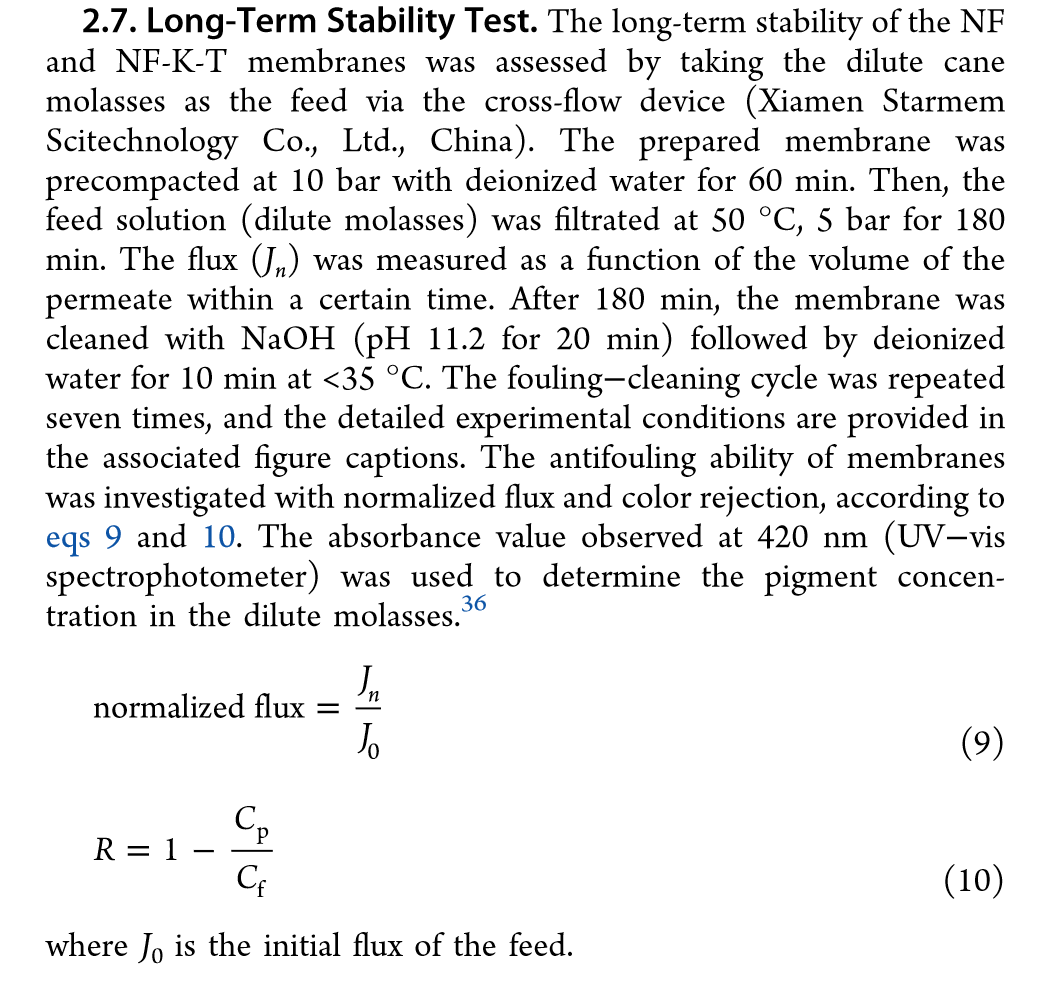 2.7. Long-Term Stability Test. The long-term stability of the NF
and NF-K-T membranes was assessed by taking the dilute cane
molasses as the feed via the cross-flow device (Xiamen Starmem
Scitechnology Co., Ltd., China). The prepared membrane was
precompacted at 10 bar with deionized water for 60 min. Then, the
feed solution (dilute molasses) was filtrated at 50 °C, 5 bar for 180
min. The flux (Jₙ) was measured as a function of the volume of the
permeate within a certain time. After 180 min, the membrane was
cleaned with NaOH (pH 11.2 for 20 min) followed by deionized
water for 10 min at <35 °C. The fouling−cleaning cycle was repeated
seven times, and the detailed experimental conditions are provided in
the associated figure captions. The antifouling ability of membranes
was investigated with normalized flux and color rejection, according to
eqs 9 and 10. The absorbance value observed at 420 nm (UV−vis
spectrophotometer) was used to determine the pigment concen-
tration in the dilute molasses.³⁶
normalized flux = Jₙ / J₀ (9)
R = 1 − Cₚ / C_f (10)
where J₀ is the initial flux of the feed.